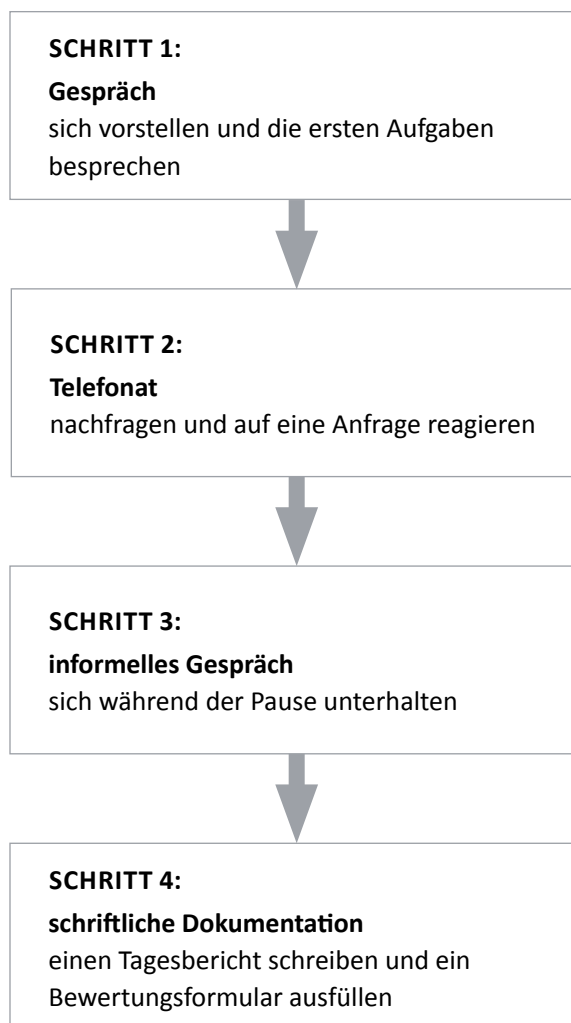 SCHRITT 1:
Gespräch
sich vorstellen und die ersten Aufgaben
besprechen
SCHRITT 2:
Telefonat
nachfragen und auf eine Anfrage reagieren
SCHRITT 3:
informelles Gespräch
sich während der Pause unterhalten
SCHRITT 4:
schriftliche Dokumentation
einen Tagesbericht schreiben und ein
Bewertungsformular ausfüllen